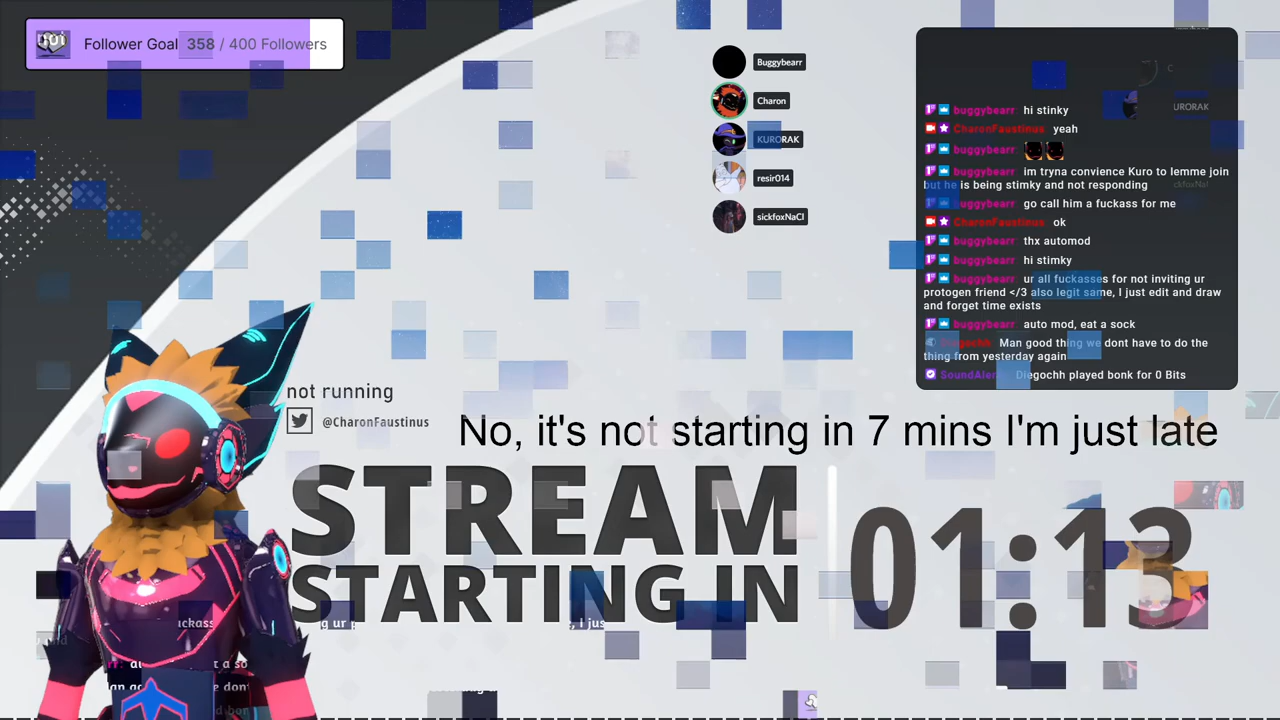 Follower Goal 358 / 400 Followers
Buggybearr
Charon
KURORAK
resir014
sickfoxNaCl
URORAK
buggybearr: hi stinky
CharonFaustinus yeah
buggybearr:
buggybearr: im tryna convience Kuro to lemme join
but he is being stimky and not responding
buggybearr: go call him a fuckass for me
CharonFaustinus ok
buggybearr: thx automod
buggybearr: hi stimky
buggybearr: ur all fuckasses for not inviting ur
protogen friend </3 also legit same, I just edit and draw
and forget time exists
buggybearr: auto mod, eat a sock
Man good thing we dont have to do the
thing from yesterday again
Diegochh played bonk for 0 Bits
not running
@CharonFaustinus
No, it's not starting in 7 mins I'm just late
STREAM
STARTING IN
01:13